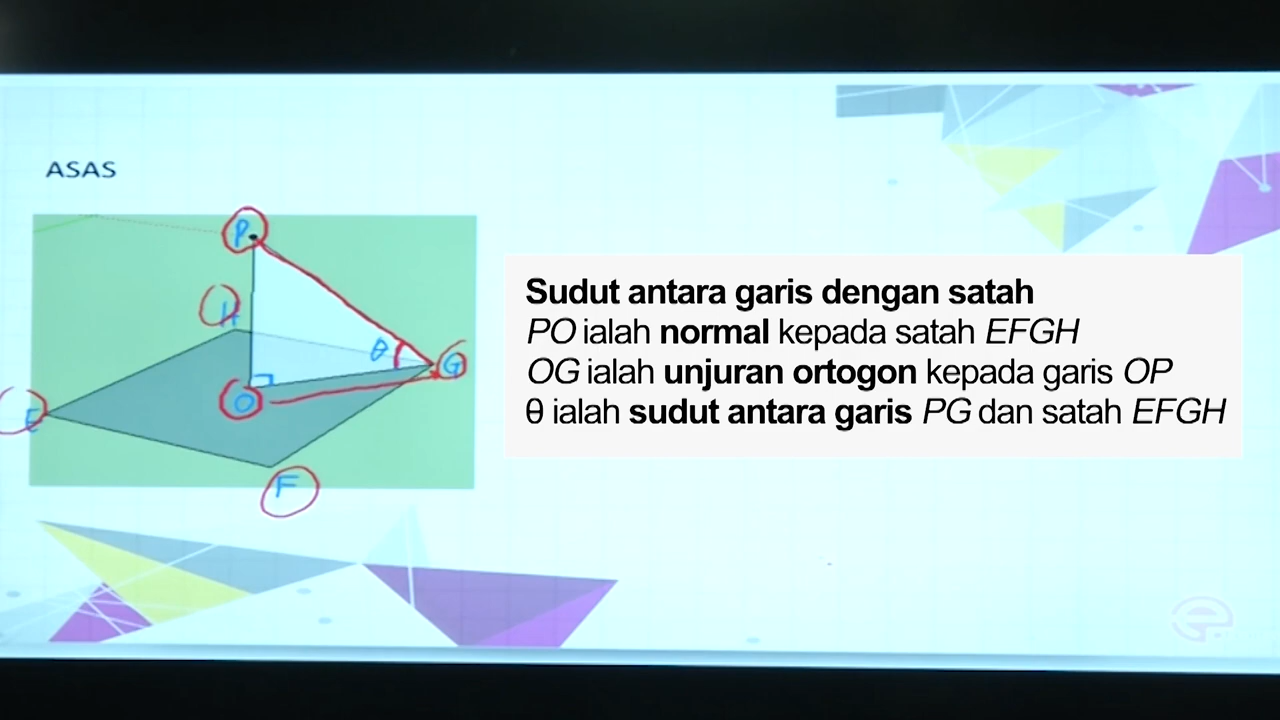 ASAS
P
H
θ
G
O
E
F
Sudut antara garis dengan satah
PO ialah normal kepada satah EFGH
OG ialah unjuran ortogon kepada garis OP
θ ialah sudut antara garis PG dan satah EFGH